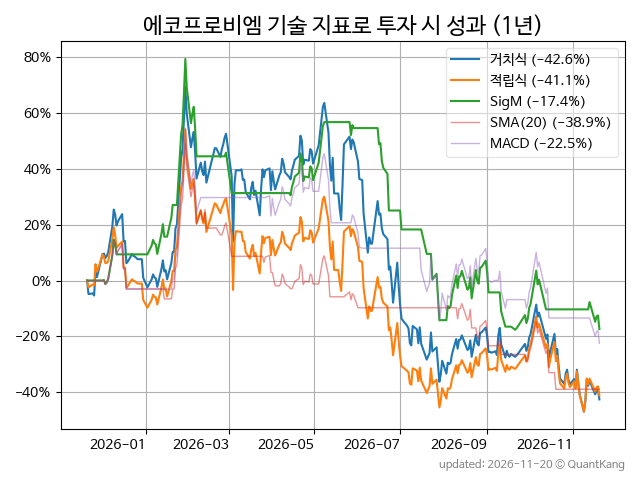 에코프로비엠 기술 지표로 투자 시 성과 (1년)
거치식 (−42.6%)
적립식 (−41.1%)
SigM (−17.4%)
SMA(20) (−38.9%)
MACD (−22.5%)
80%
60%
40%
20%
0%
−20%
−40%
2026-01 2026-03 2026-05 2026-07 2026-09 2026-11
updated: 2026-11-20 © QuantKang